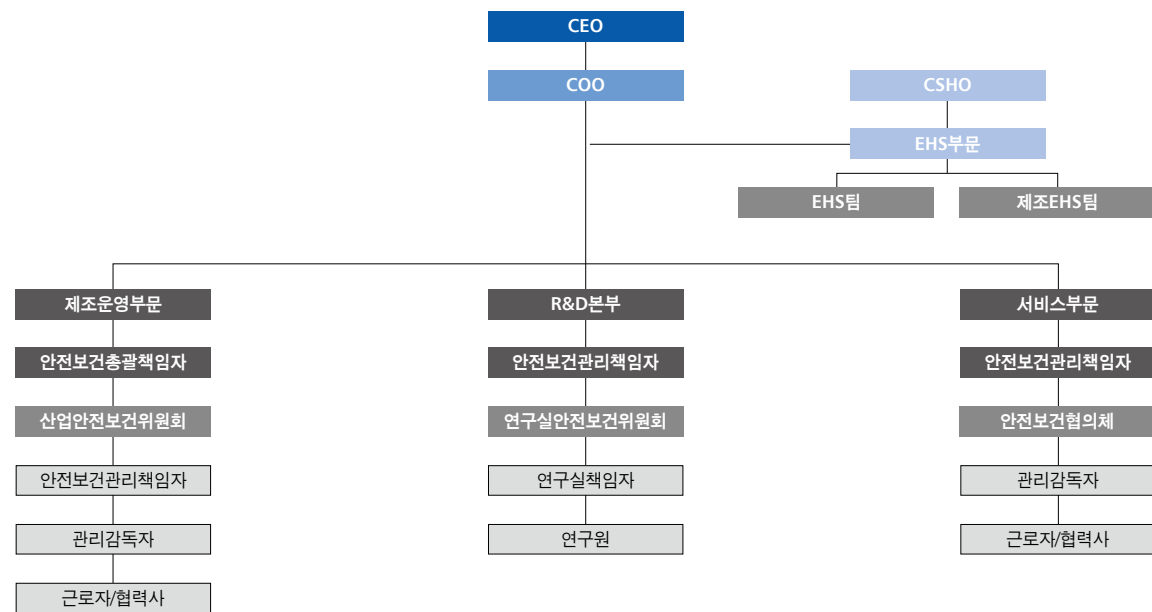 CEO
COO
CSHO
EHS부문
EHS팀
제조EHS팀
제조운영부문
R&D본부
서비스부문
안전보건총괄책임자
안전보건관리책임자
안전보건관리책임자
산업안전보건위원회
연구실안전보건위원회
안전보건협의체
안전보건관리책임자
연구실책임자
관리감독자
관리감독자
연구원
근로자/협력사
근로자/협력사